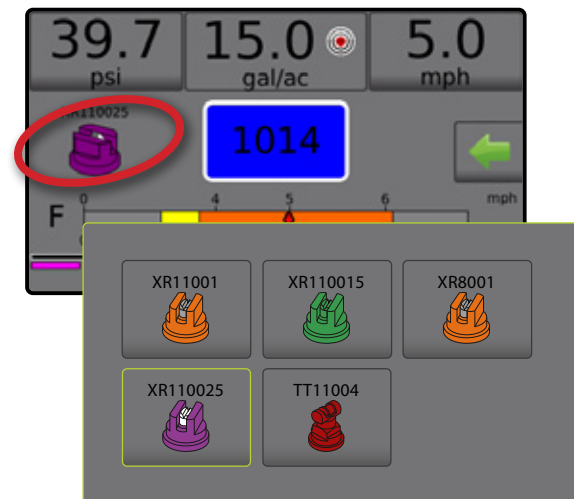 39.7 15.0 5.0
psi gal/ac mph
XR110025
1014
0 4 5 6 mph
F
XR11001 XR110015 XR8001
XR110025 TT11004